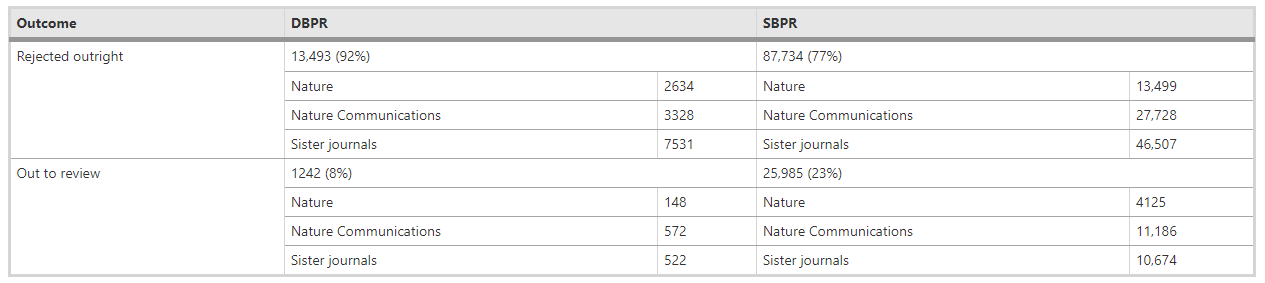 Outcome DBPR SBPR
Rejected outright 13,493 (92%) 87,734 (77%)
Nature 2634 Nature 13,499
Nature Communications 3328 Nature Communications 27,728
Sister journals 7531 Sister journals 46,507
Out to review 1242 (8%) 25,985 (23%)
Nature 148 Nature 4125
Nature Communications 572 Nature Communications 11,186
Sister journals 522 Sister journals 10,674